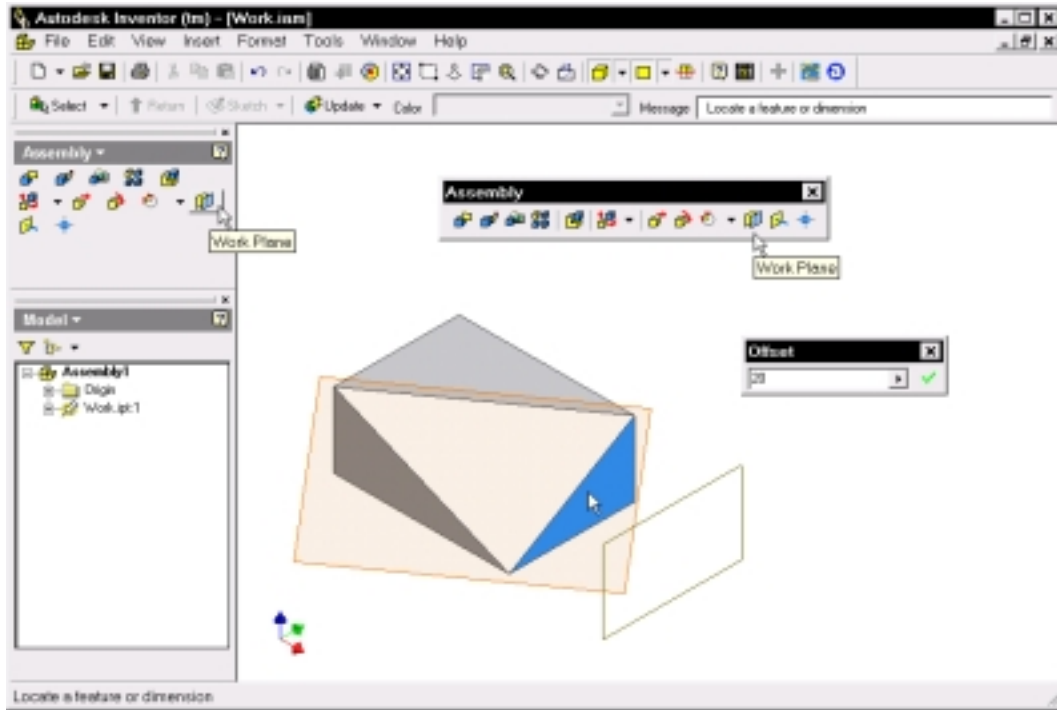 Autodesk Inventor (tm) - [Work.iam]
File Edit View Insert Format Tools Window Help
Select Return Sketch Update Color Message Locate a feature or dimension
Assembly
Work Plane
Assembly
Work Plane
Model
Assembly1
Origin
Work.ipt:1
Offset
20
Locate a feature or dimension